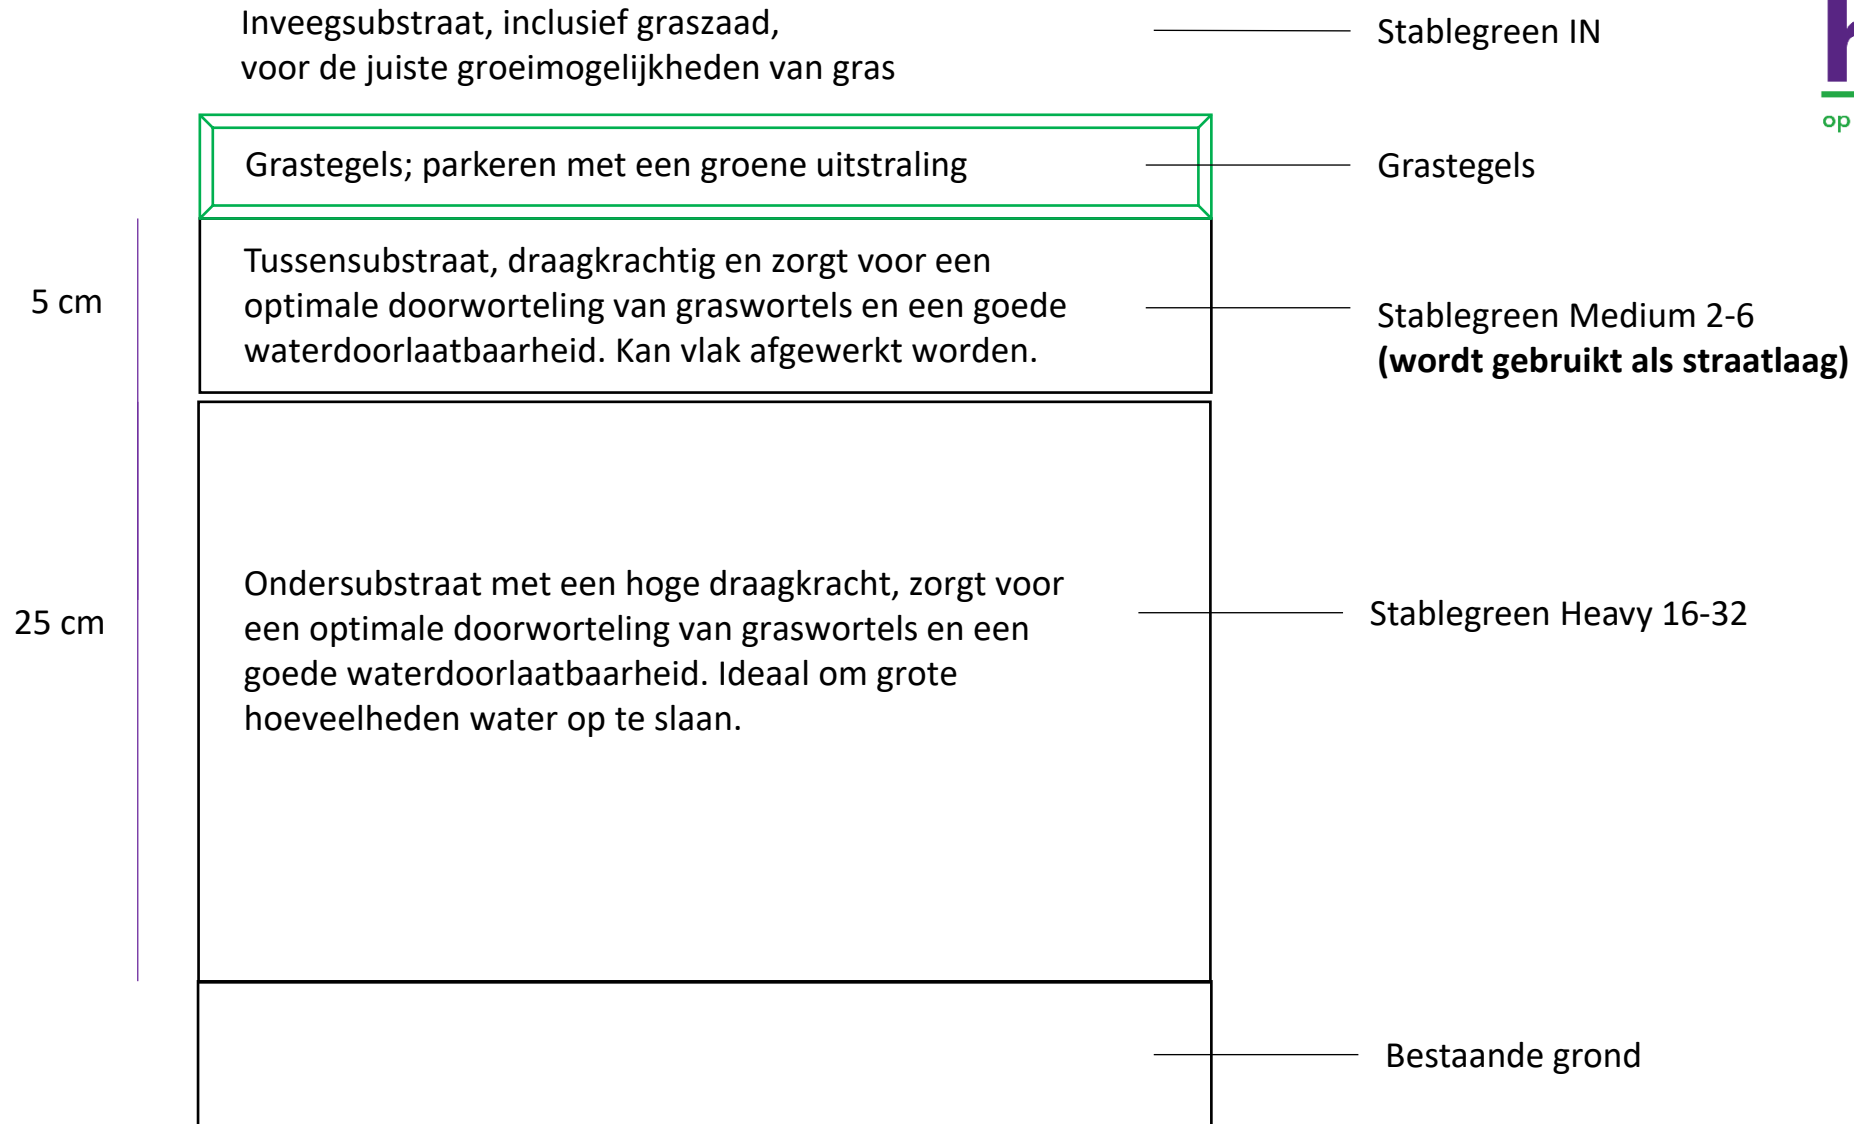 Inveegsubstraat, inclusief graszaad,
voor de juiste groeimogelijkheden van gras
Stablegreen IN
op
Grastegels; parkeren met een groene uitstraling
Grastegels
5 cm
Tussensubstraat, draagkrachtig en zorgt voor een
optimale doorworteling van graswortels en een goede
waterdoorlaatbaarheid. Kan vlak afgewerkt worden.
Stablegreen Medium 2-6
(wordt gebruikt als straatlaag)
25 cm
Ondersubstraat met een hoge draagkracht, zorgt voor
een optimale doorworteling van graswortels en een
goede waterdoorlaatbaarheid. Ideaal om grote
hoeveelheden water op te slaan.
Stablegreen Heavy 16-32
Bestaande grond